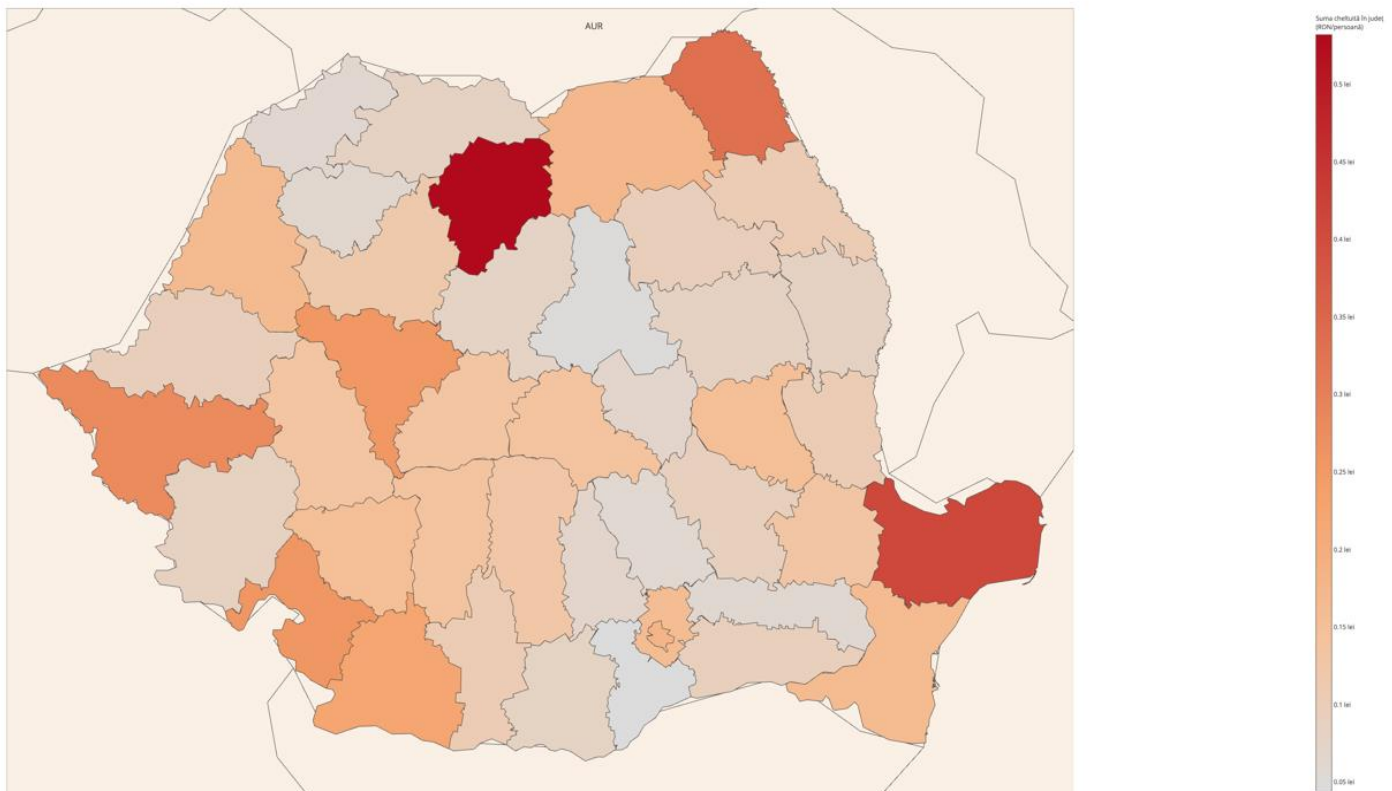 AUR
Suma cheltuită în județ
(RON/persoană)
0.5 lei
0.45 lei
0.4 lei
0.35 lei
0.3 lei
0.25 lei
0.2 lei
0.15 lei
0.1 lei
0.05 lei